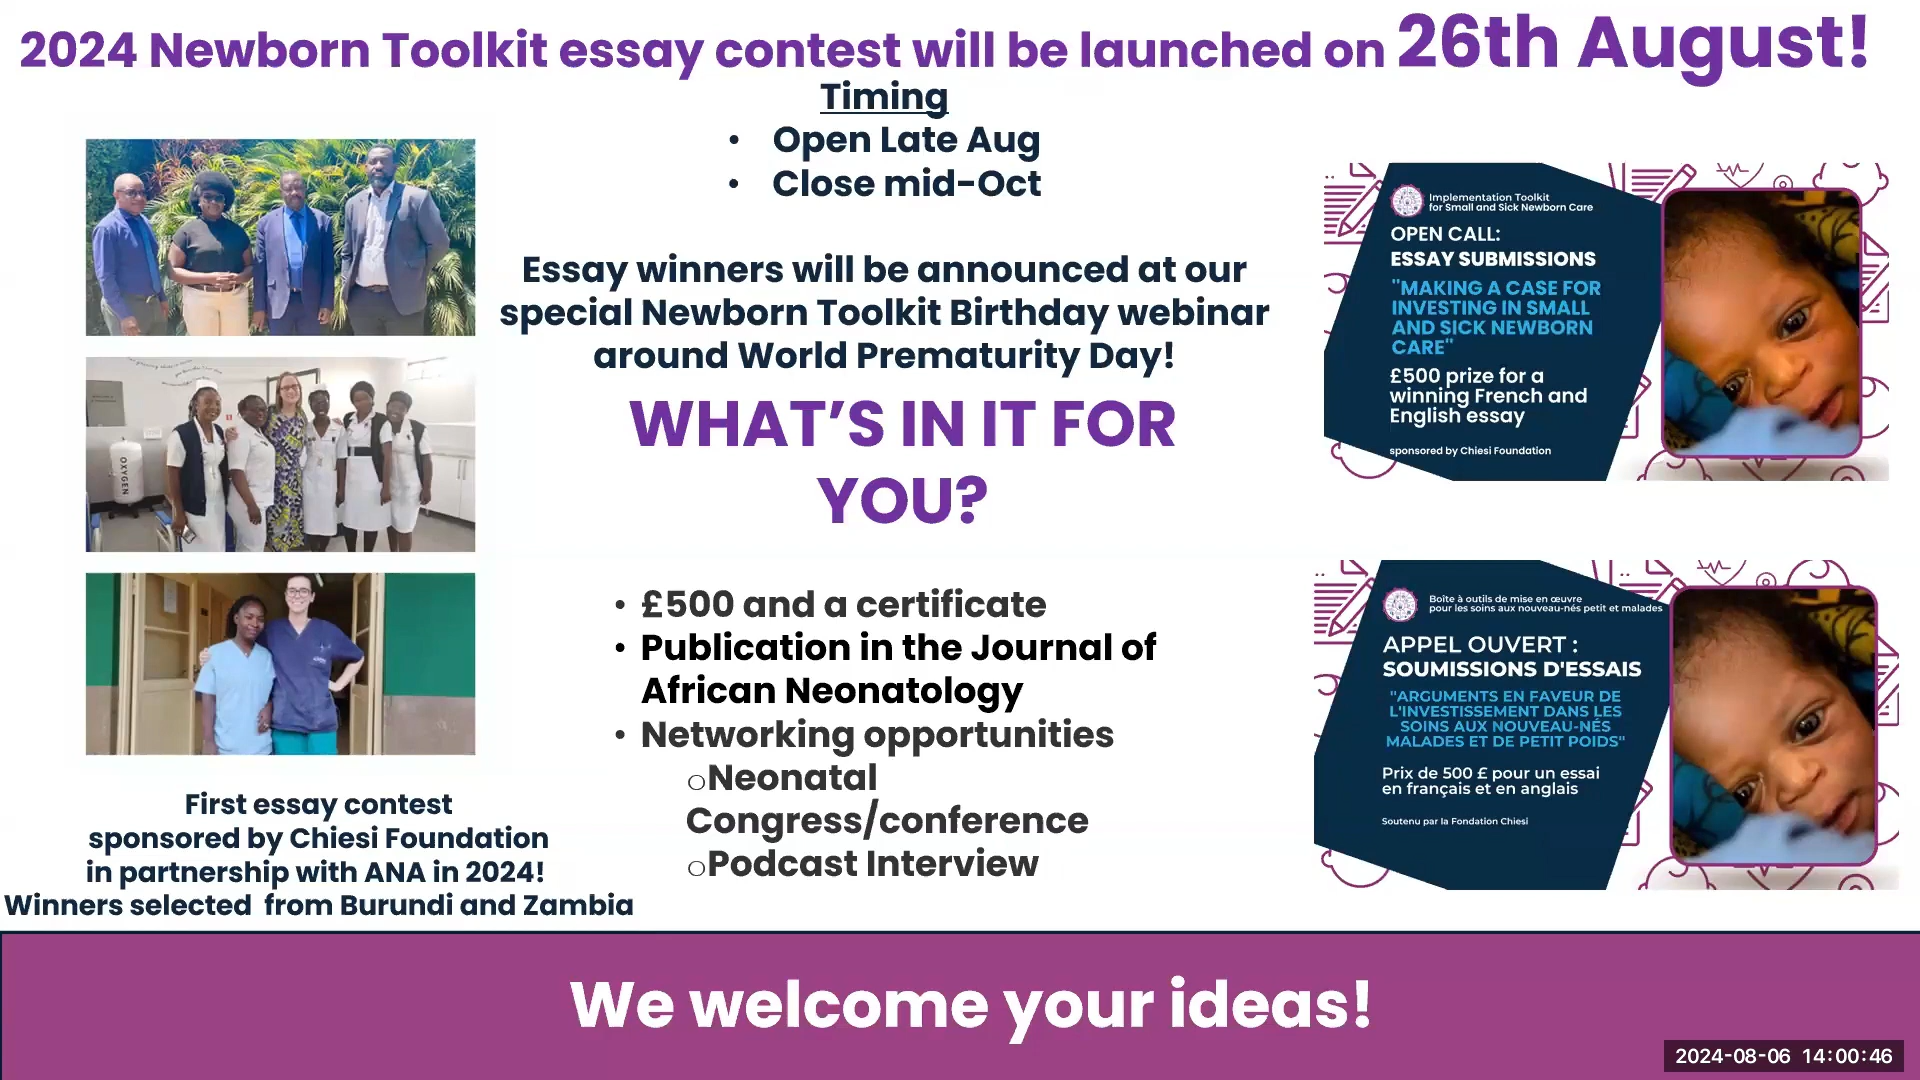 2024 Newborn Toolkit essay contest will be launched on 26th August!
Timing
• Open Late Aug
• Close mid-Oct
Essay winners will be announced at our
special Newborn Toolkit Birthday webinar
around World Prematurity Day!
WHAT'S IN IT FOR
YOU?
• £500 and a certificate
• Publication in the Journal of
African Neonatology
• Networking opportunities
oNeonatal
Congress/conference
oPodcast Interview
OXYGEN
First essay contest
sponsored by Chiesi Foundation
in partnership with ANA in 2024!
Winners selected from Burundi and Zambia
Implementation Toolkit
for Small and Sick Newborn Care
OPEN CALL:
ESSAY SUBMISSIONS
"MAKING A CASE FOR
INVESTING IN SMALL
AND SICK NEWBORN
CARE"
£500 prize for a
winning French and
English essay
sponsored by Chiesi Foundation
Boîte à outils de mise en œuvre
pour les soins aux nouveau-nés petit et malades
APPEL OUVERT :
SOUMISSIONS D'ESSAIS
"ARGUMENTS EN FAVEUR DE
L'INVESTISSEMENT DANS LES
SOINS AUX NOUVEAU-NÉS
MALADES ET DE PETIT POIDS"
Prix de 500 £ pour un essai
en français et en anglais
Soutenu par la Fondation Chiesi
We welcome your ideas!
2024-08-06 14:00:46